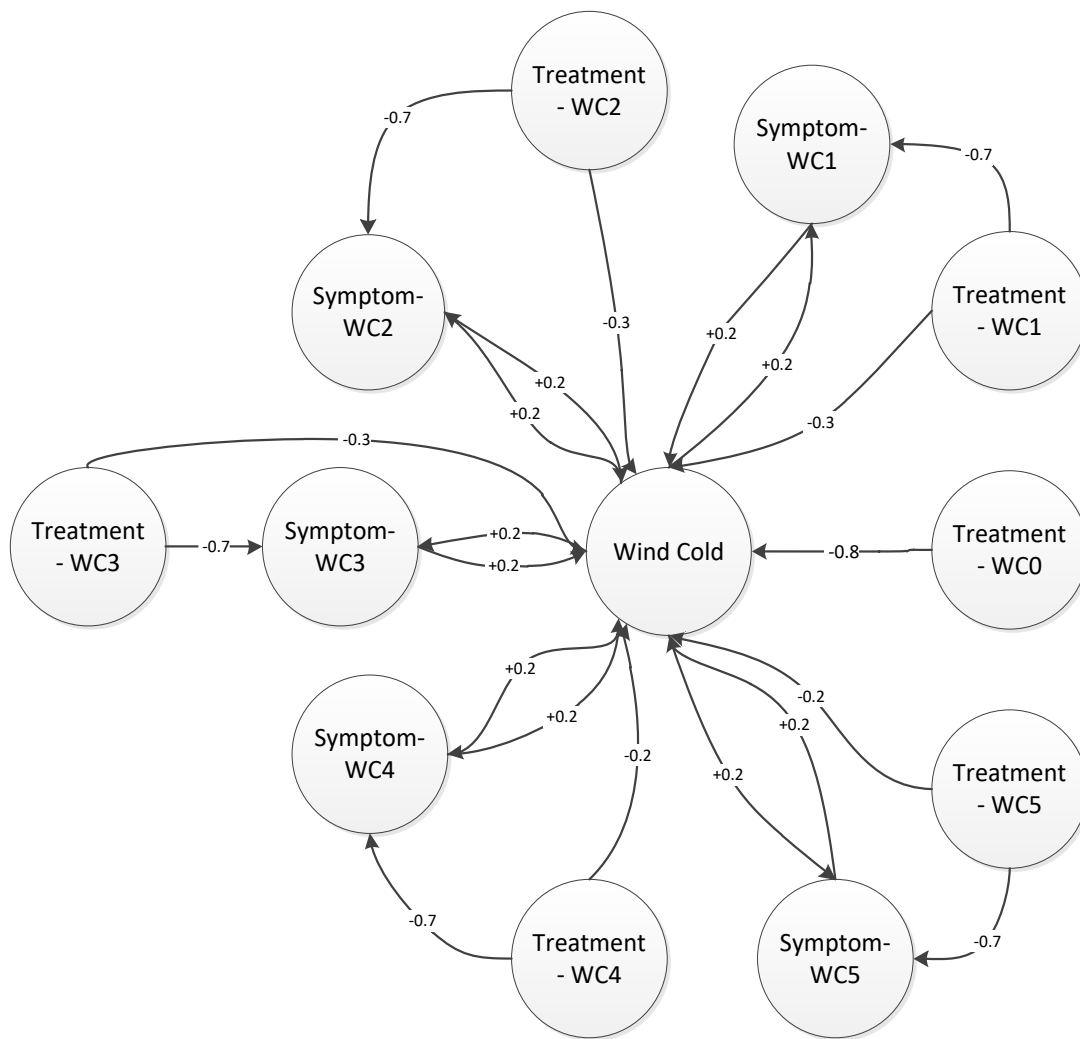 Treatment
- WC2
Symptom-
WC1
-0.7
-0.7
Symptom-
WC2
Treatment
- WC1
-0.3
+0.2
+0.2
+0.2
+0.2
-0.3
-0.3
Treatment
- WC3
-0.7
Symptom-
WC3
+0.2
+0.2
Wind Cold
-0.8
Treatment
- WC0
+0.2
+0.2
-0.2
Symptom-
WC4
-0.2
+0.2
+0.2
Treatment
- WC5
-0.7
Treatment
- WC4
Symptom-
WC5
-0.7